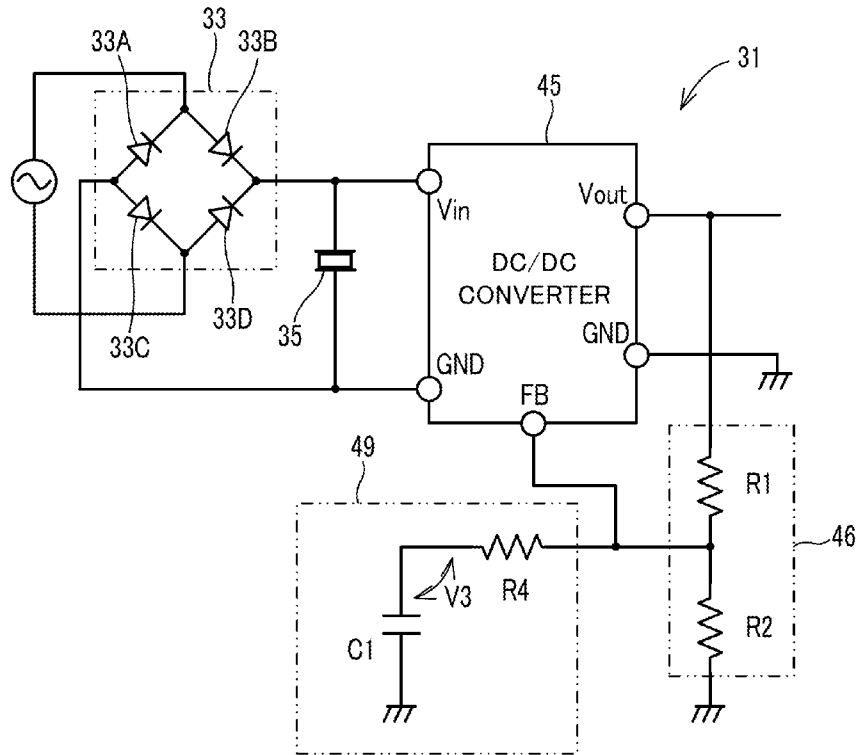 33
33A
33B
31
45
Vin
Vout
DC/DC
CONVERTER
33C
33D
35
GND
GND
FB
49
R1
46
V3
R4
C1
R2